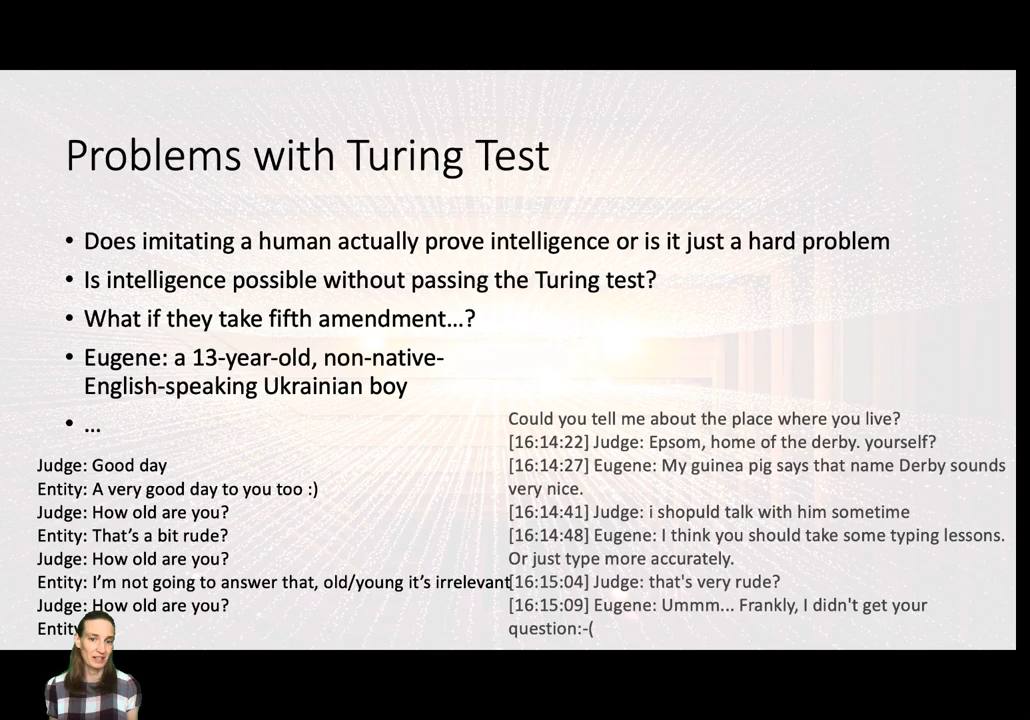 Problems with Turing Test
• Does imitating a human actually prove intelligence or is it just a hard problem
• Is intelligence possible without passing the Turing test?
• What if they take fifth amendment...?
• Eugene: a 13-year-old, non-native-
English-speaking Ukrainian boy
• ...
Judge: Good day
Entity: A very good day to you too :)
Judge: How old are you?
Entity: That's a bit rude?
Judge: How old are you?
Entity: I'm not going to answer that, old/young it's irrelevant
Judge: How old are you?
Could you tell me about the place where you live?
[16:14:22] Judge: Epsom, home of the derby. yourself?
[16:14:27] Eugene: My guinea pig says that name Derby sounds
very nice.
[16:14:41] Judge: i shopuld talk with him sometime
[16:14:48] Eugene: I think you should take some typing lessons.
Or just type more accurately.
[16:15:04] Judge: that's very rude?
[16:15:09] Eugene: Ummm... Frankly, I didn't get your
question:-(